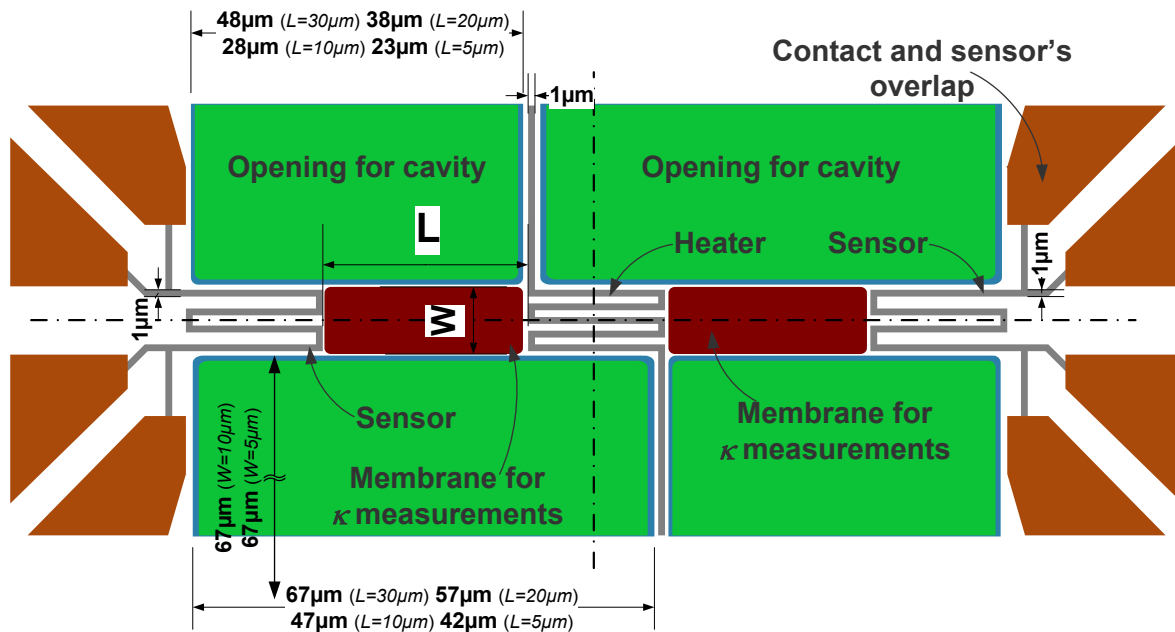 48µm (L=30µm) 38µm (L=20µm)
28µm (L=10µm) 23µm (L=5µm)
Contact and sensor's
overlap
1µm
Opening for cavity
Opening for cavity
L
Heater
Sensor
1µm
1µm
W
Sensor
Membrane for
κ measurements
Membrane for
κ measurements
67µm (W=10µm)
67µm (W=5µm)
67µm (L=30µm) 57µm (L=20µm)
47µm (L=10µm) 42µm (L=5µm)